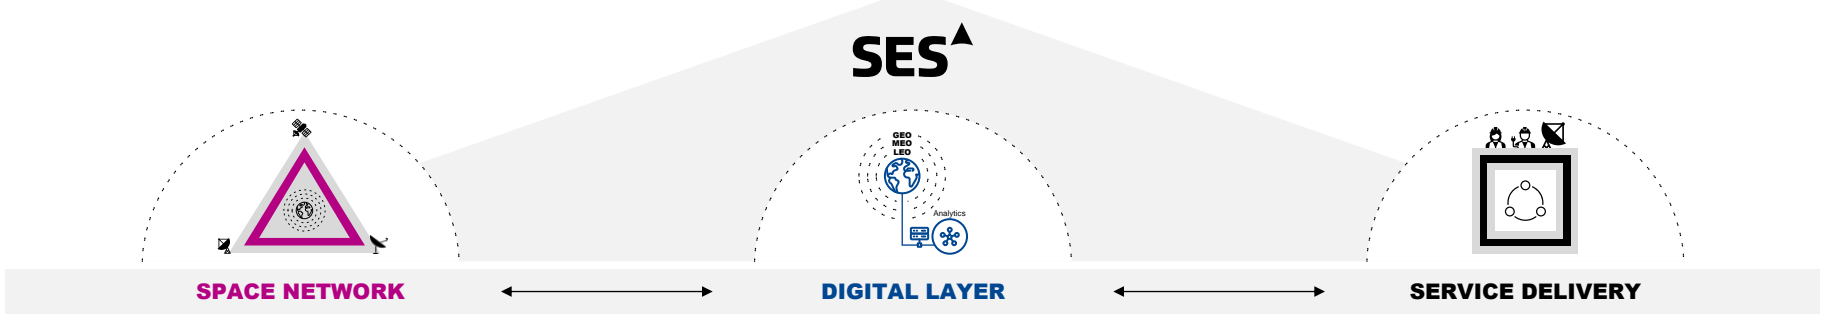 SES
GEO
MEO
LEO
Analytics
SPACE NETWORK
DIGITAL LAYER
SERVICE DELIVERY